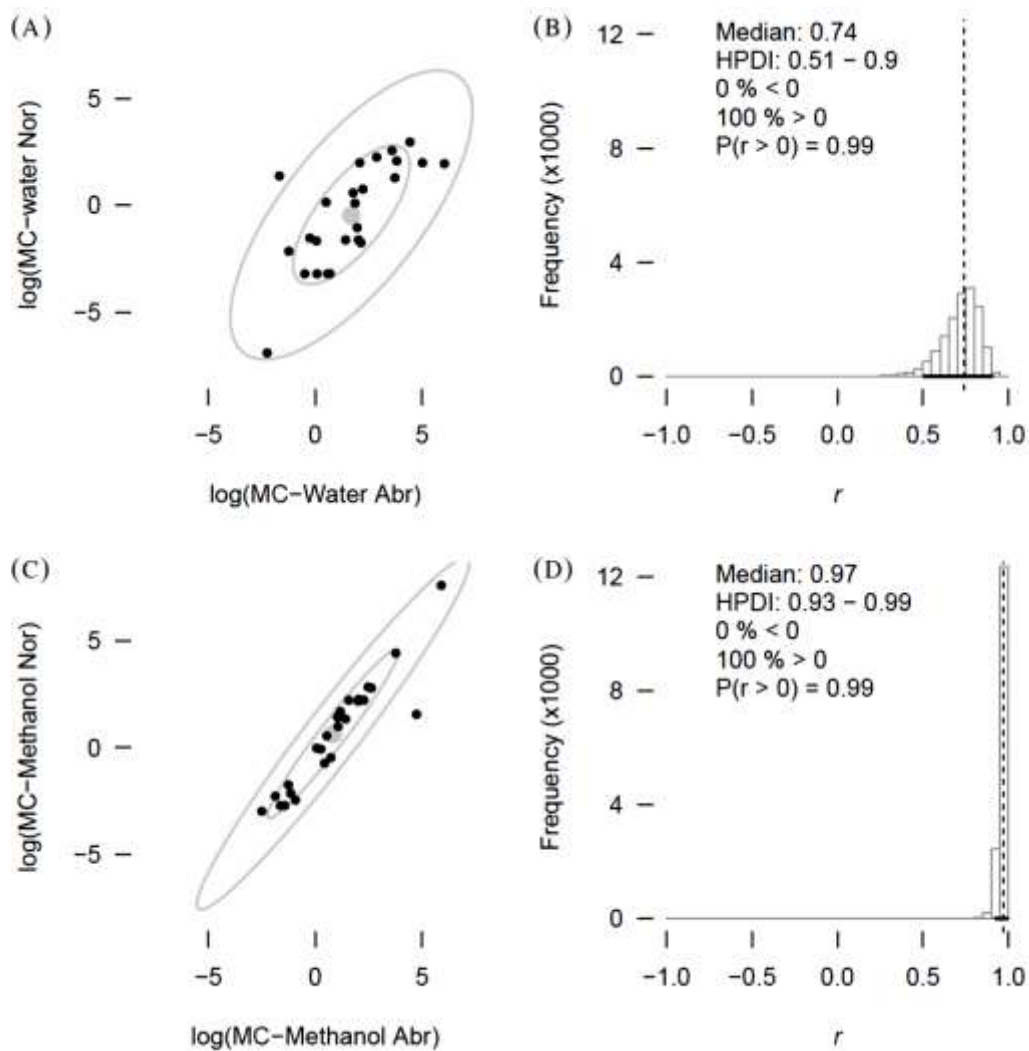 (A)
log(MC−water Nor)
5
0
−5
−5
0
5
log(MC−Water Abr)
(B)
Frequency (x1000)
12
8
4
0
Median: 0.74
HPDI: 0.51 − 0.9
0 % < 0
100 % > 0
P(r > 0) = 0.99
−1.0
−0.5
0.0
0.5
1.0
r
(C)
log(MC−Methanol Nor)
5
0
−5
−5
0
5
log(MC−Methanol Abr)
(D)
Frequency (x1000)
12
8
4
0
Median: 0.97
HPDI: 0.93 − 0.99
0 % < 0
100 % > 0
P(r > 0) = 0.99
−1.0
−0.5
0.0
0.5
1.0
r